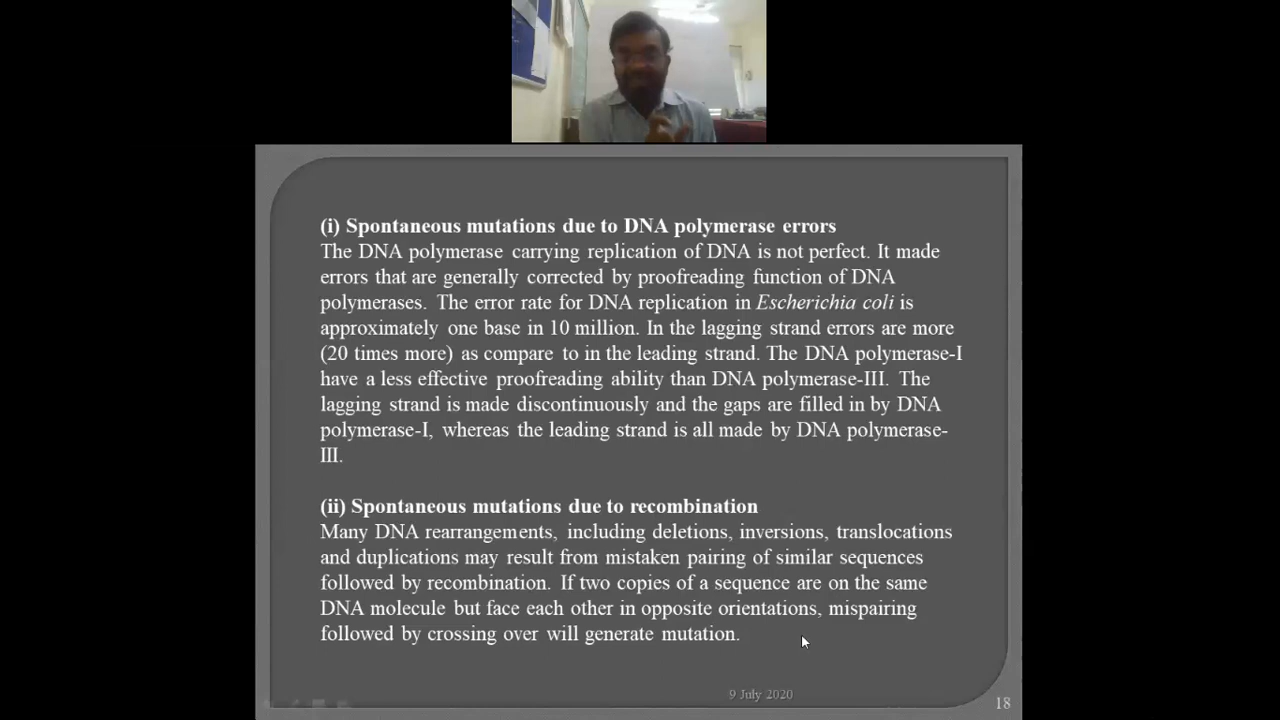 (i) Spontaneous mutations due to DNA polymerase errors
The DNA polymerase carrying replication of DNA is not perfect. It made
errors that are generally corrected by proofreading function of DNA
polymerases. The error rate for DNA replication in Escherichia coli is
approximately one base in 10 million. In the lagging strand errors are more
(20 times more) as compare to in the leading strand. The DNA polymerase-I
have a less effective proofreading ability than DNA polymerase-III. The
lagging strand is made discontinuously and the gaps are filled in by DNA
polymerase-I, whereas the leading strand is all made by DNA polymerase-
III.
(ii) Spontaneous mutations due to recombination
Many DNA rearrangements, including deletions, inversions, translocations
and duplications may result from mistaken pairing of similar sequences
followed by recombination. If two copies of a sequence are on the same
DNA molecule but face each other in opposite orientations, mispairing
followed by crossing over will generate mutation.
9 July 2020
18